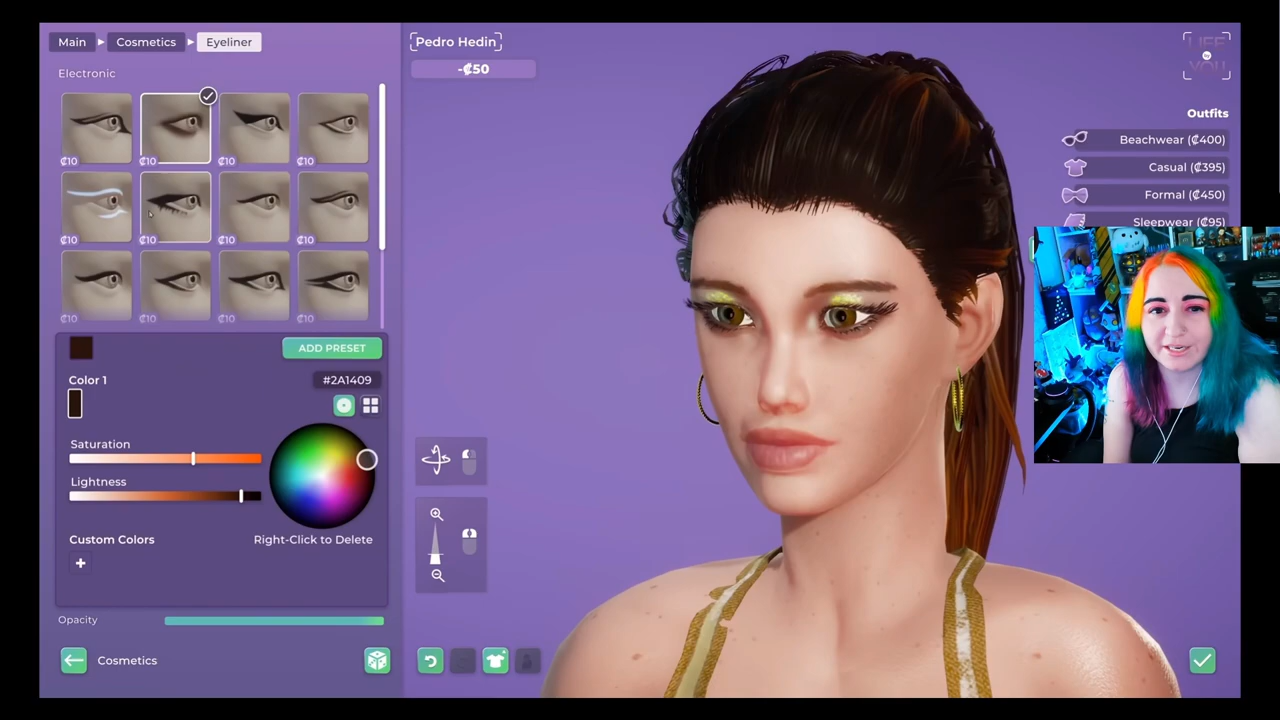 Main
Cosmetics
Eyeliner
Electronic
₡10
₡10
₡10
₡10
₡10
₡10
₡10
₡10
₡10
₡10
₡10
₡10
ADD PRESET
Color 1
#2A1409
Saturation
Lightness
Custom Colors
Right-Click to Delete
Opacity
Cosmetics
Pedro Hedin
-₡50
LIFE
YOU
Outfits
Beachwear (₡400)
Casual (₡395)
Formal (₡450)
Sleepwear (₡95)